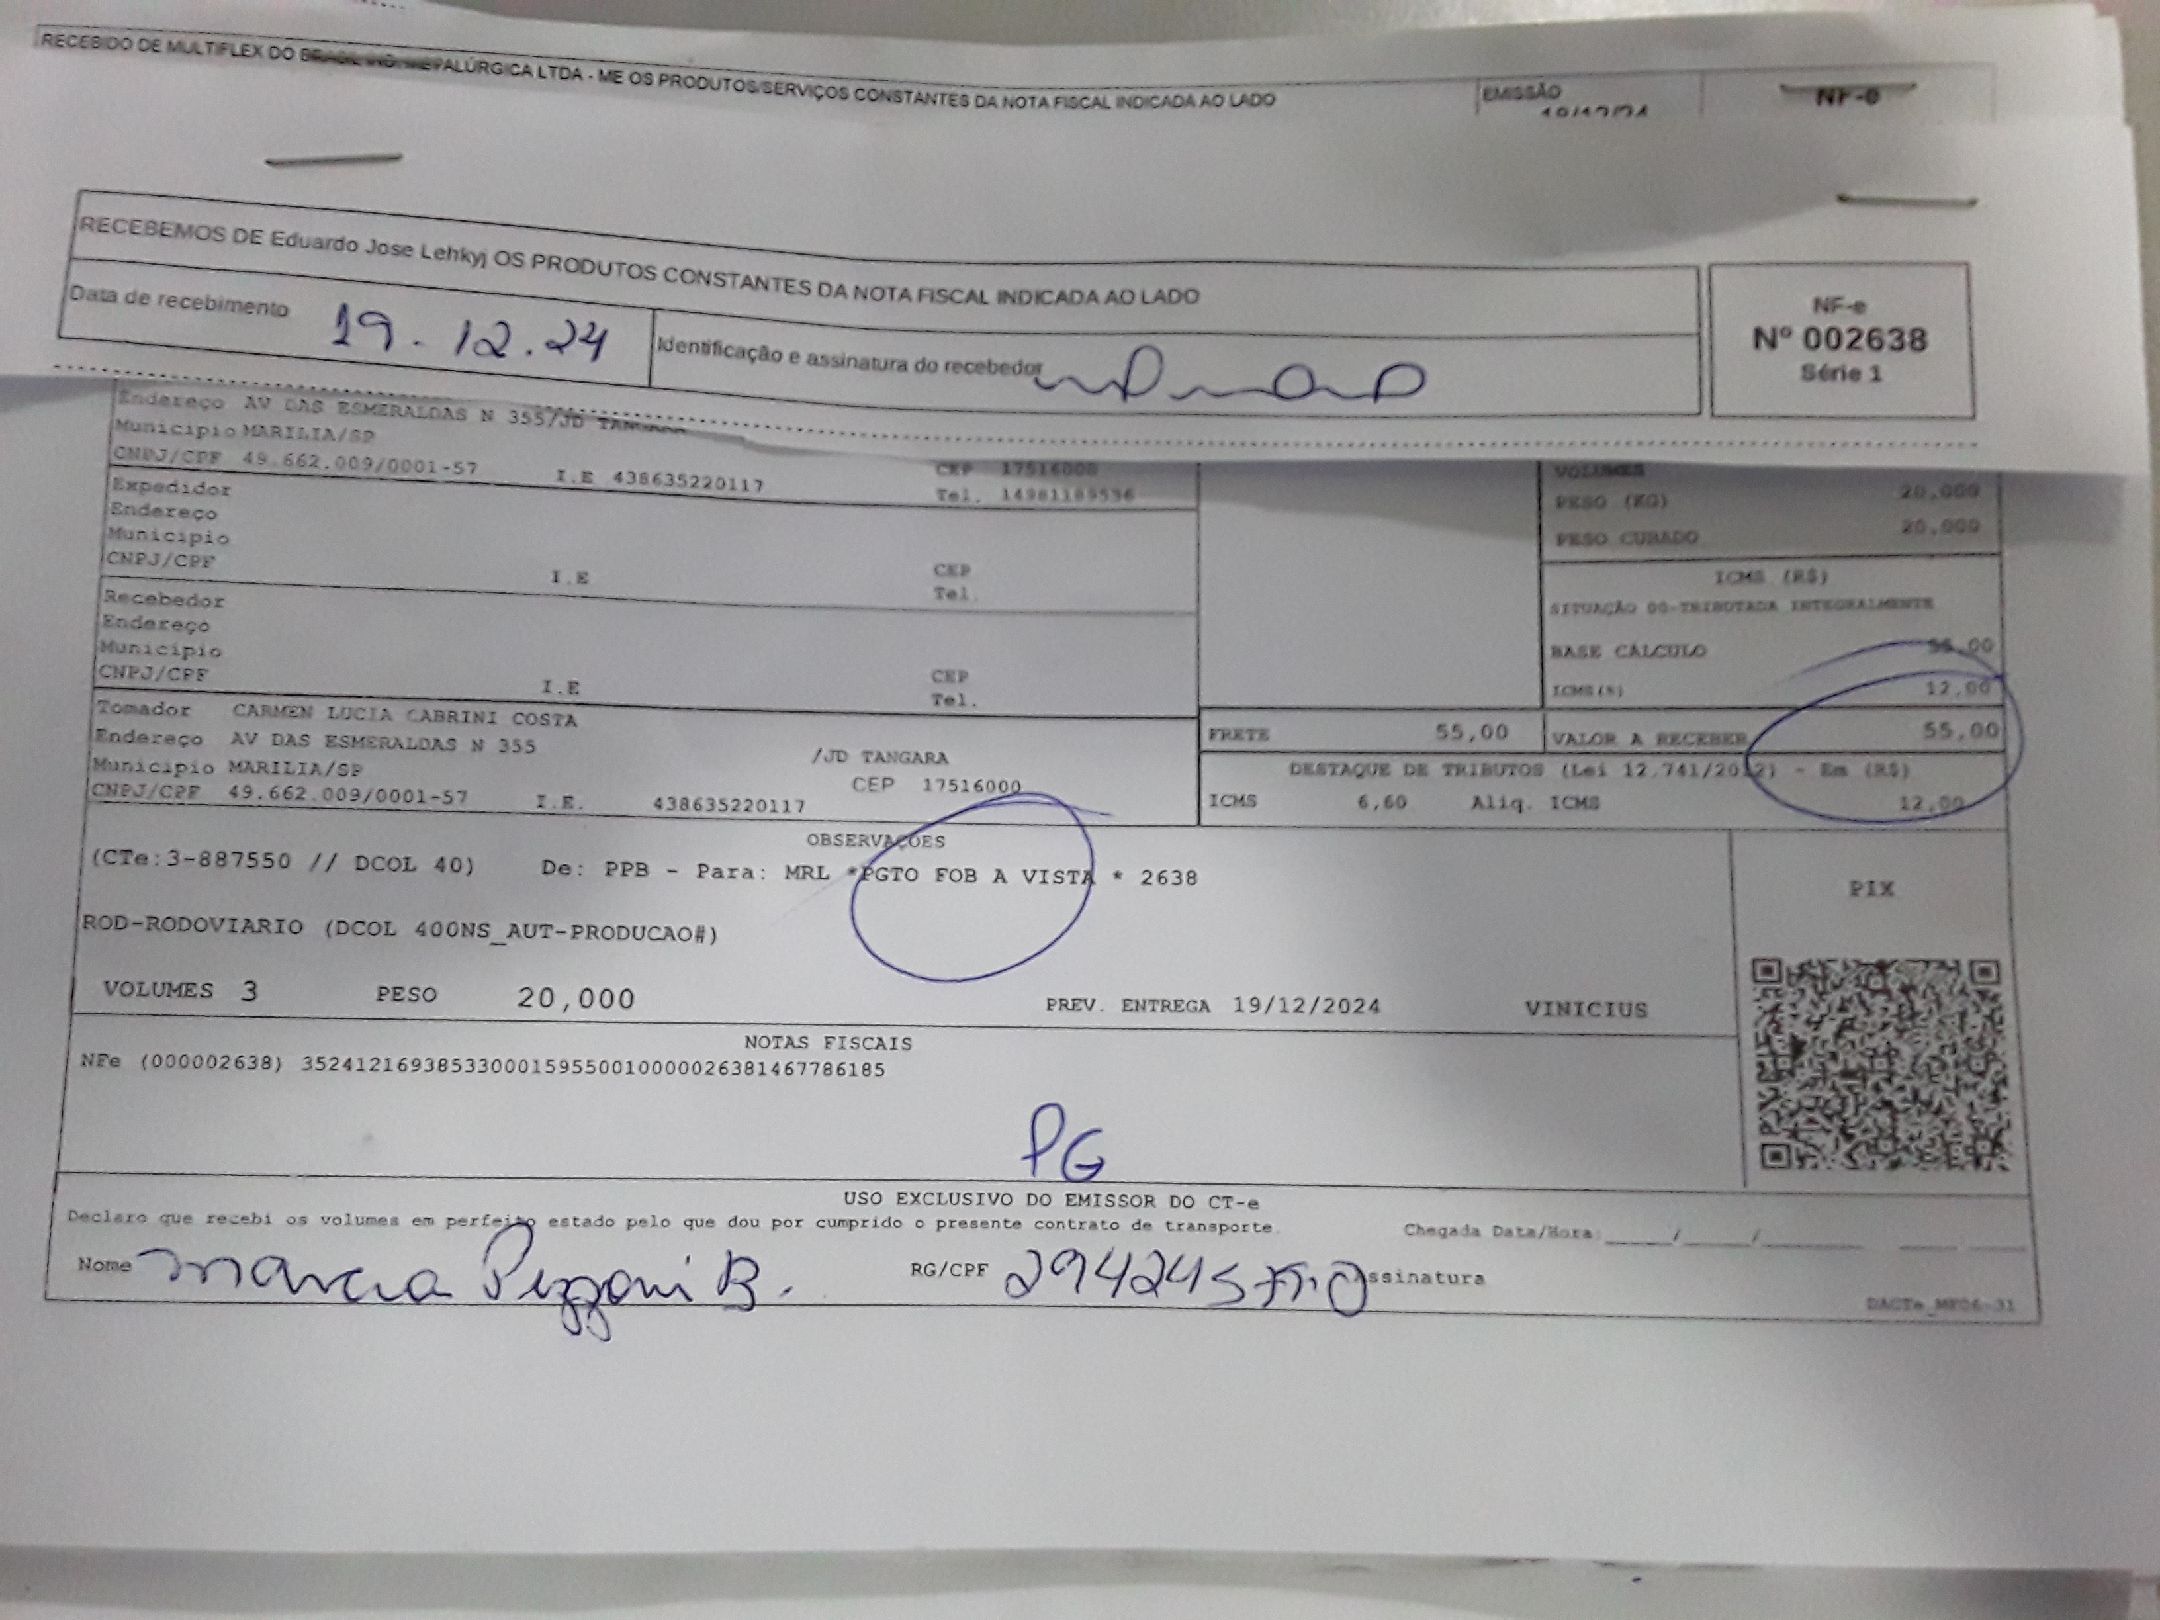 RECEBIDO DE MULTIFLEX DO BRASIL IND. METALÚRGICA LTDA - ME OS PRODUTOS/SERVIÇOS CONSTANTES DA NOTA FISCAL INDICADA AO LADO
EMISSÃO
NF-e
RECEBEMOS DE Eduardo Jose Lehkyj OS PRODUTOS CONSTANTES DA NOTA FISCAL INDICADA AO LADO
Data de recebimento 19.12.24
Identificação e assinatura do recebedor
NF-e
Nº 002638
Série 1
Endereço AV DAS ESMERALDAS N 355/JD TANGARA
Município MARILIA/SP
CNPJ/CPF 49.662.009/0001-57 I.E 438635220117 CEP 17516000
Tel. 14981189596
Expedidor
Endereço
Município
CNPJ/CPF I.E CEP
Tel.
Recebedor
Endereço
Município
CNPJ/CPF I.E CEP
Tel.
Tomador CARMEN LUCIA CABRINI COSTA
Endereço AV DAS ESMERALDAS N 355 /JD TANGARA
Município MARILIA/SP CEP 17516000
CNPJ/CPF 49.662.009/0001-57 I.E. 438635220117
VOLUMES
PESO (KG) 20,000
PESO CUBADO 20,000
ICMS (R$)
SITUAÇÃO 00-TRIBUTADA INTEGRALMENTE
BASE CÁLCULO 55,00
ICMS(%) 12,00
FRETE 55,00 VALOR A RECEBER 55,00
DESTAQUE DE TRIBUTOS (Lei 12.741/2012) - Em (R$)
ICMS 6,60 Aliq. ICMS 12,00
OBSERVAÇÕES
(CTe:3-887550 // DCOL 40) De: PPB - Para: MRL *PGTO FOB A VISTA * 2638
ROD-RODOVIARIO (DCOL 400NS_AUT-PRODUCAO#)
VOLUMES 3 PESO 20,000 PREV. ENTREGA 19/12/2024 VINICIUS
PIX
NOTAS FISCAIS
NFe (000002638) 35241216938533000159550010000026381467786185
PG
USO EXCLUSIVO DO EMISSOR DO CT-e
Declaro que recebi os volumes em perfeito estado pelo que dou por cumprido o presente contrato de transporte.
Chegada Data/Hora: ____/____/______ ____ ____
Nome Marcia B. RG/CPF Assinatura
DACTe_MF06-31